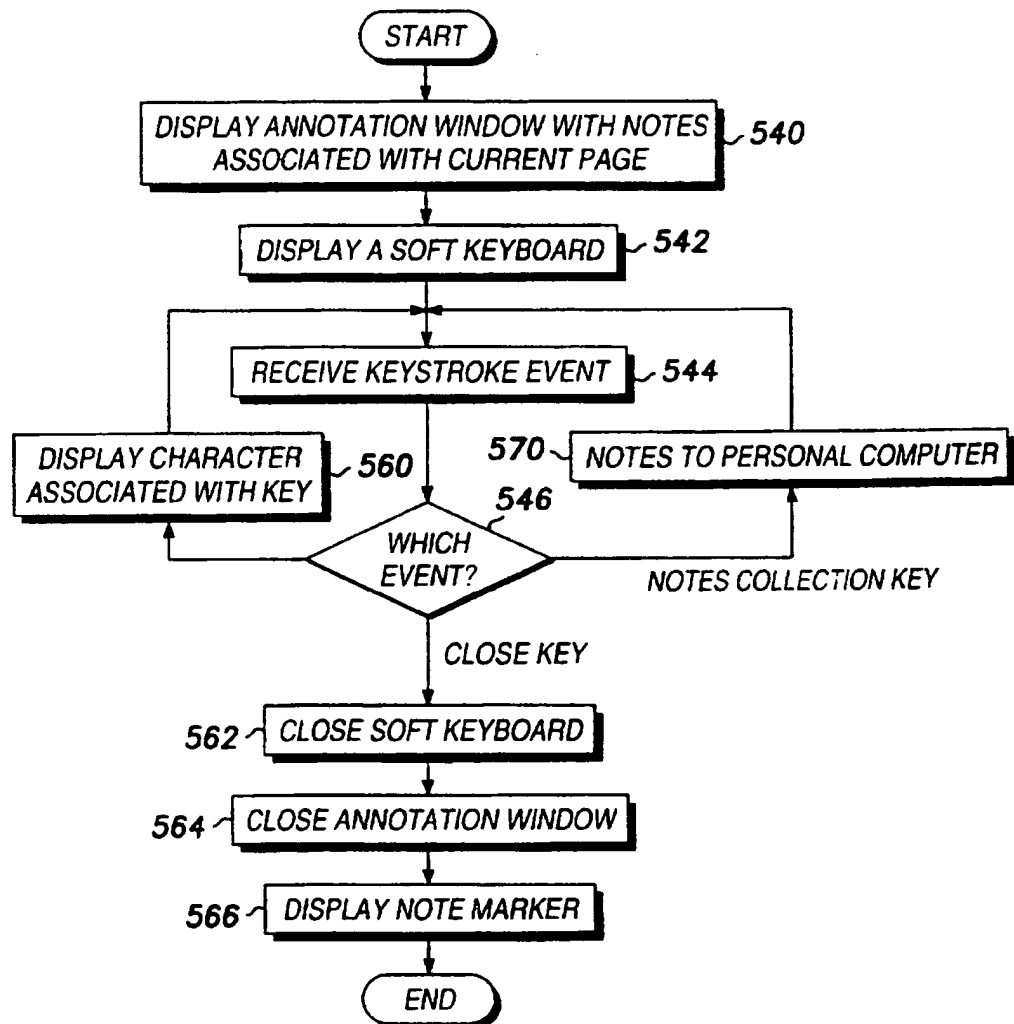 START
DISPLAY ANNOTATION WINDOW WITH NOTES
ASSOCIATED WITH CURRENT PAGE
540
DISPLAY A SOFT KEYBOARD
542
RECEIVE KEYSTROKE EVENT
544
DISPLAY CHARACTER
ASSOCIATED WITH KEY
560
570
NOTES TO PERSONAL COMPUTER
546
WHICH
EVENT?
NOTES COLLECTION KEY
CLOSE KEY
562
CLOSE SOFT KEYBOARD
564
CLOSE ANNOTATION WINDOW
566
DISPLAY NOTE MARKER
END